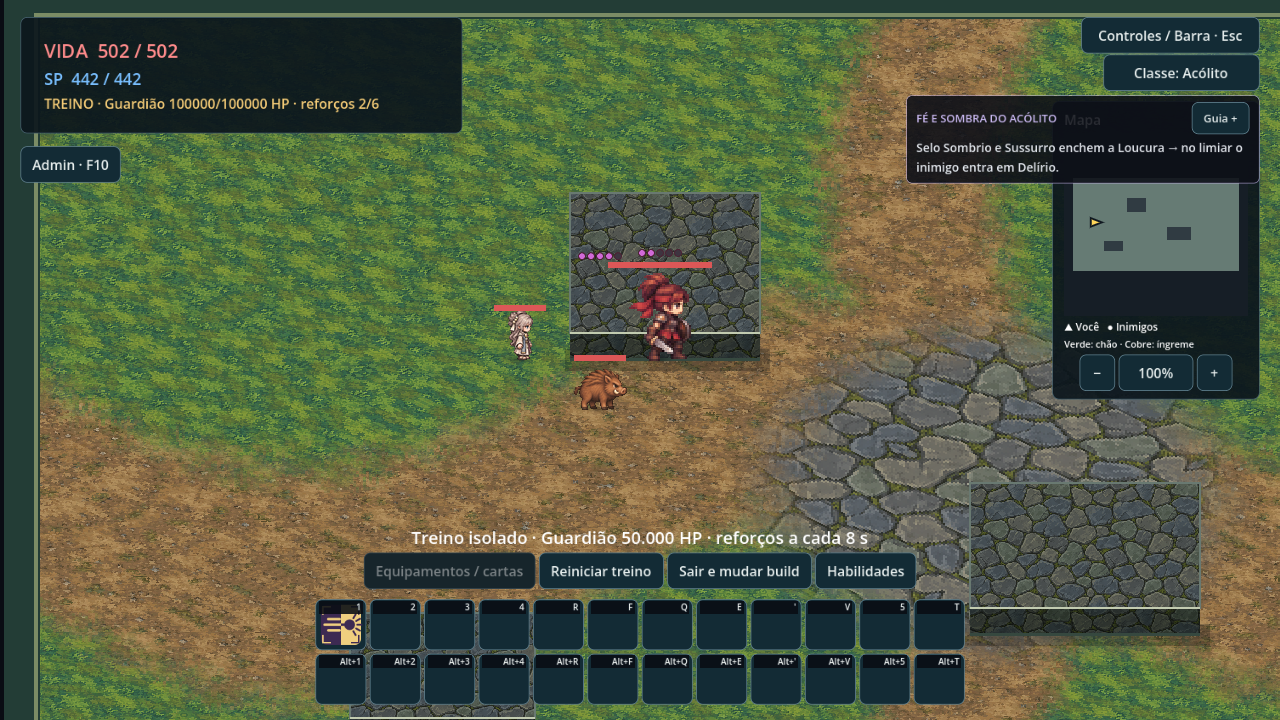 VIDA 502 / 502
SP 442 / 442
TREINO · Guardião 100000/100000 HP · reforços 2/6
Admin · F10
Controles / Barra · Esc
Classe: Acólito
FÉ E SOMBRA DO ACÓLITO
Mapa
Guia +
Selo Sombrio e Sussurro enchem a Loucura → no limiar o
inimigo entra em Delírio.
▲ Você ● Inimigos
Verde: chão · Cobre: íngreme
− 100% +
Treino isolado · Guardião 50.000 HP · reforços a cada 8 s
Equipamentos / cartas
Reiniciar treino
Sair e mudar build
Habilidades
1 2 3 4 R F Q E ' V 5 T
Alt+1 Alt+2 Alt+3 Alt+4 Alt+R Alt+F Alt+Q Alt+E Alt+' Alt+V Alt+5 Alt+T